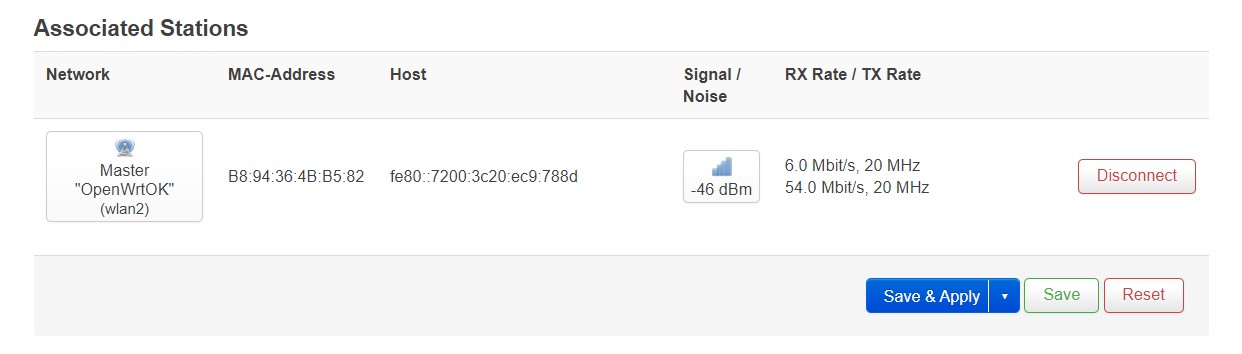 Associated Stations
Network MAC-Address Host Signal / Noise RX Rate / TX Rate
Master "OpenWrtOK" (wlan2) B8:94:36:4B:B5:82 fe80::7200:3c20:ec9:788d -46 dBm 6.0 Mbit/s, 20 MHz
54.0 Mbit/s, 20 MHz Disconnect
Save & Apply Save Reset